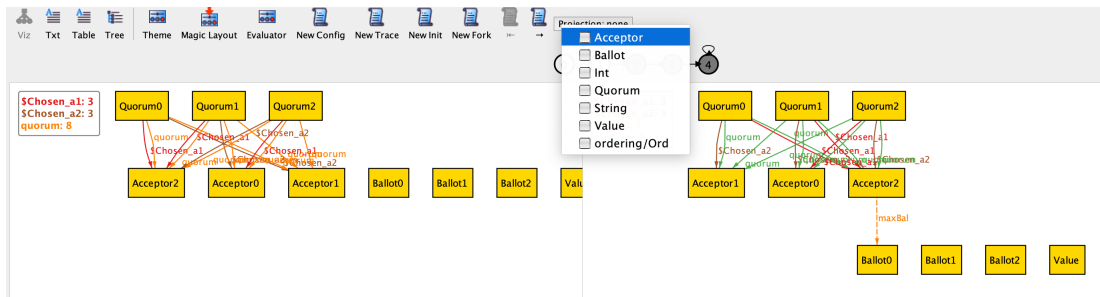 Viz Txt Table Tree Theme Magic Layout Evaluator New Config New Trace New Init New Fork ← →
Projection: none
Acceptor
Ballot
Int
Quorum
String
Value
ordering/Ord
4
$Chosen_a1: 3
$Chosen_a2: 3
quorum: 8
Quorum0 Quorum1 Quorum2
$Chosen_a2
quorum $Chosen_a1
$Chosen_a1
quorum
Acceptor2 Acceptor0 Acceptor1 Ballot0 Ballot1 Ballot2 Valu
Quorum0 Quorum1 Quorum2
quorum
$Chosen_a2
quorum
Acceptor1 Acceptor0 Acceptor2
maxBal
Ballot0 Ballot1 Ballot2 Value